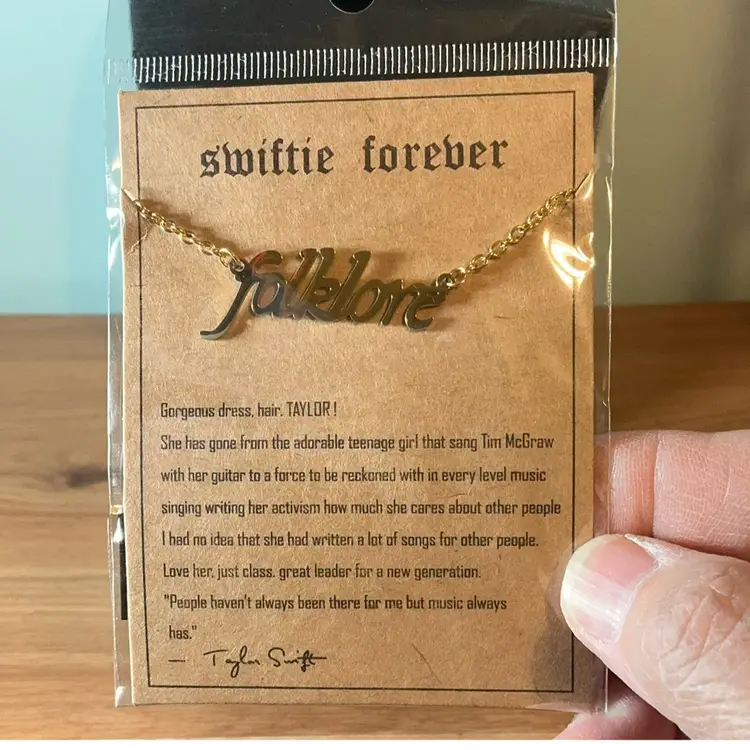 swiftie forever
folklore
Gorgeous dress, hair. TAYLOR !
She has gone from the adorable teenage girl that sang Tim McGraw
with her guitar to a force to be reckoned with in every level music
singing writing her activism how much she cares about other people
I had no idea that she had written a lot of songs for other people.
Love her, just class. great leader for a new generation.
"People haven't always been there for me but music always
has."
— Taylor Swift